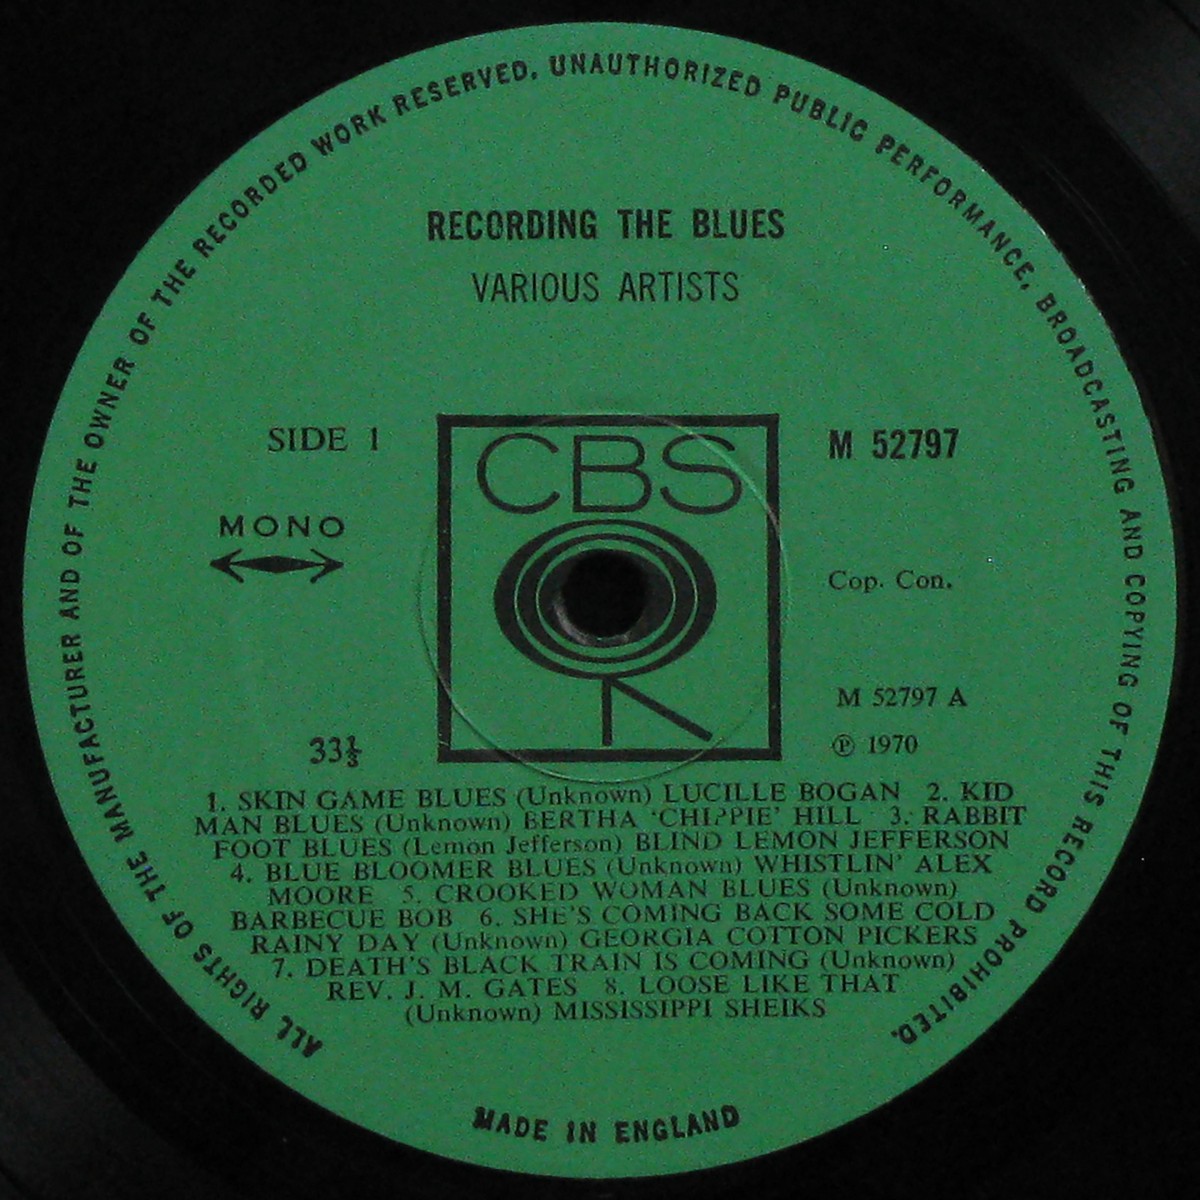 ALL RIGHTS OF THE MANUFACTURER AND OF THE OWNER OF THE RECORDED WORK RESERVED. UNAUTHORIZED PUBLIC PERFORMANCE, BROADCASTING AND COPYING OF THIS RECORD PROHIBITED.
RECORDING THE BLUES
VARIOUS ARTISTS
SIDE 1
M 52797
CBS
MONO
Cop. Con.
M 52797 A
33⅓
℗ 1970
1. SKIN GAME BLUES (Unknown) LUCILLE BOGAN 2. KID
MAN BLUES (Unknown) BERTHA 'CHIPPIE' HILL 3. RABBIT
FOOT BLUES (Lemon Jefferson) BLIND LEMON JEFFERSON
4. BLUE BLOOMER BLUES (Unknown) WHISTLIN' ALEX
MOORE 5. CROOKED WOMAN BLUES (Unknown)
BARBECUE BOB 6. SHE'S COMING BACK SOME COLD
RAINY DAY (Unknown) GEORGIA COTTON PICKERS
7. DEATH'S BLACK TRAIN IS COMING (Unknown)
REV. J. M. GATES 8. LOOSE LIKE THAT
(Unknown) MISSISSIPPI SHEIKS
MADE IN ENGLAND